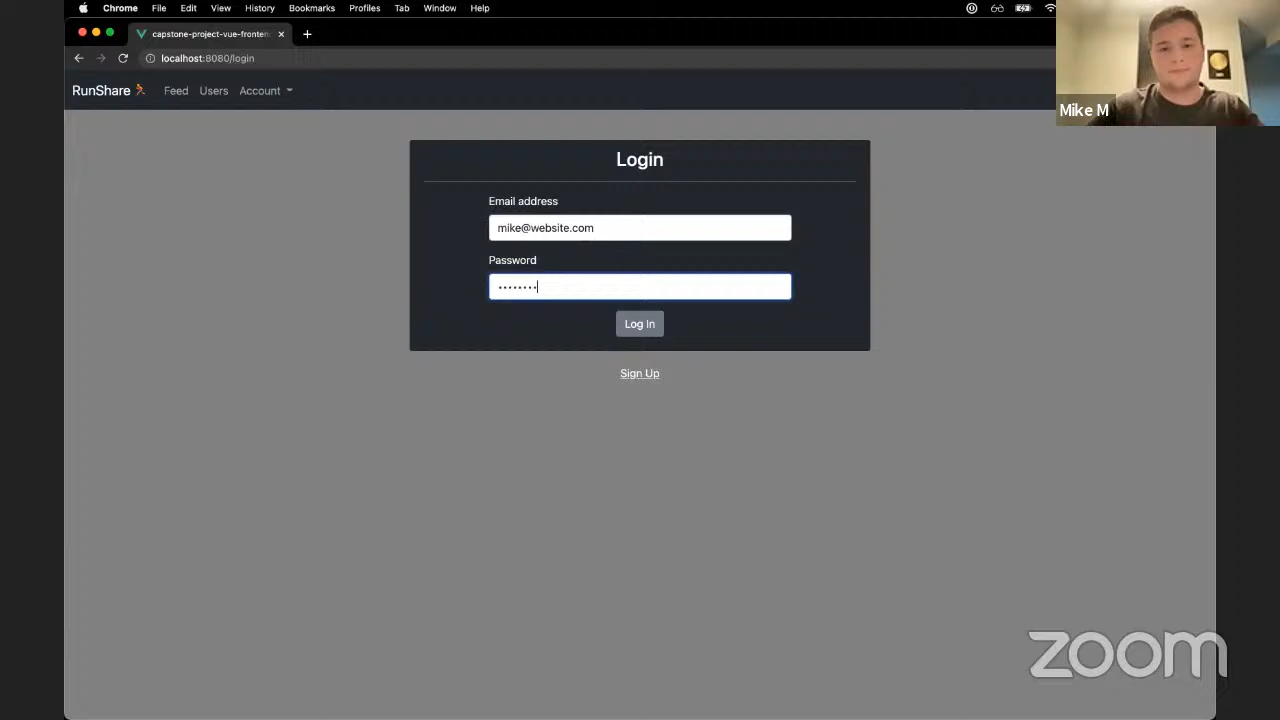 Chrome File Edit View History Bookmarks Profiles Tab Window Help
capstone-project-vue-fronten
localhost:8080/login
RunShare Feed Users Account
Mike M
Login
Email address
mike@website.com
Password
••••••••
Log In
Sign Up
zoom